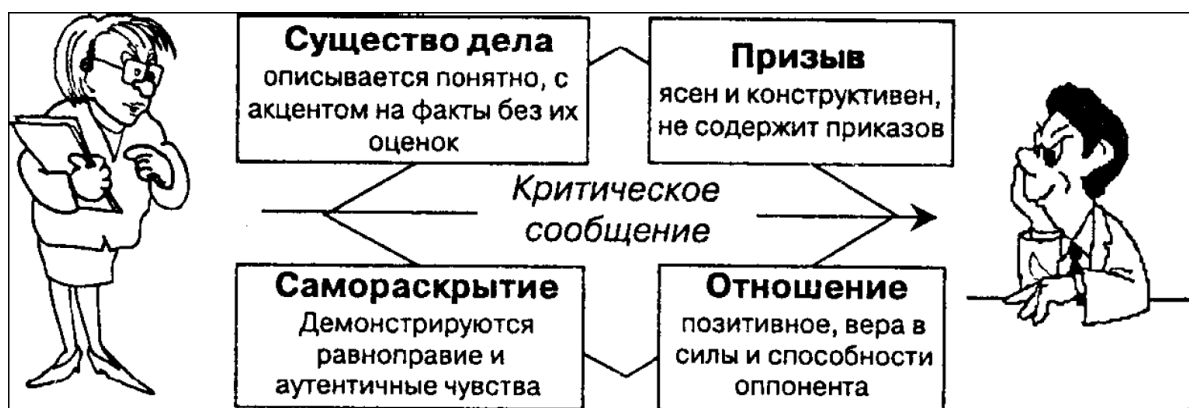 Существо дела
описывается понятно, с
акцентом на факты без их
оценок
Призыв
ясен и конструктивен,
не содержит приказов
Критическое
сообщение
Самораскрытие
Демонстрируются
равноправие и
аутентичные чувства
Отношение
позитивное, вера в
силы и способности
оппонента